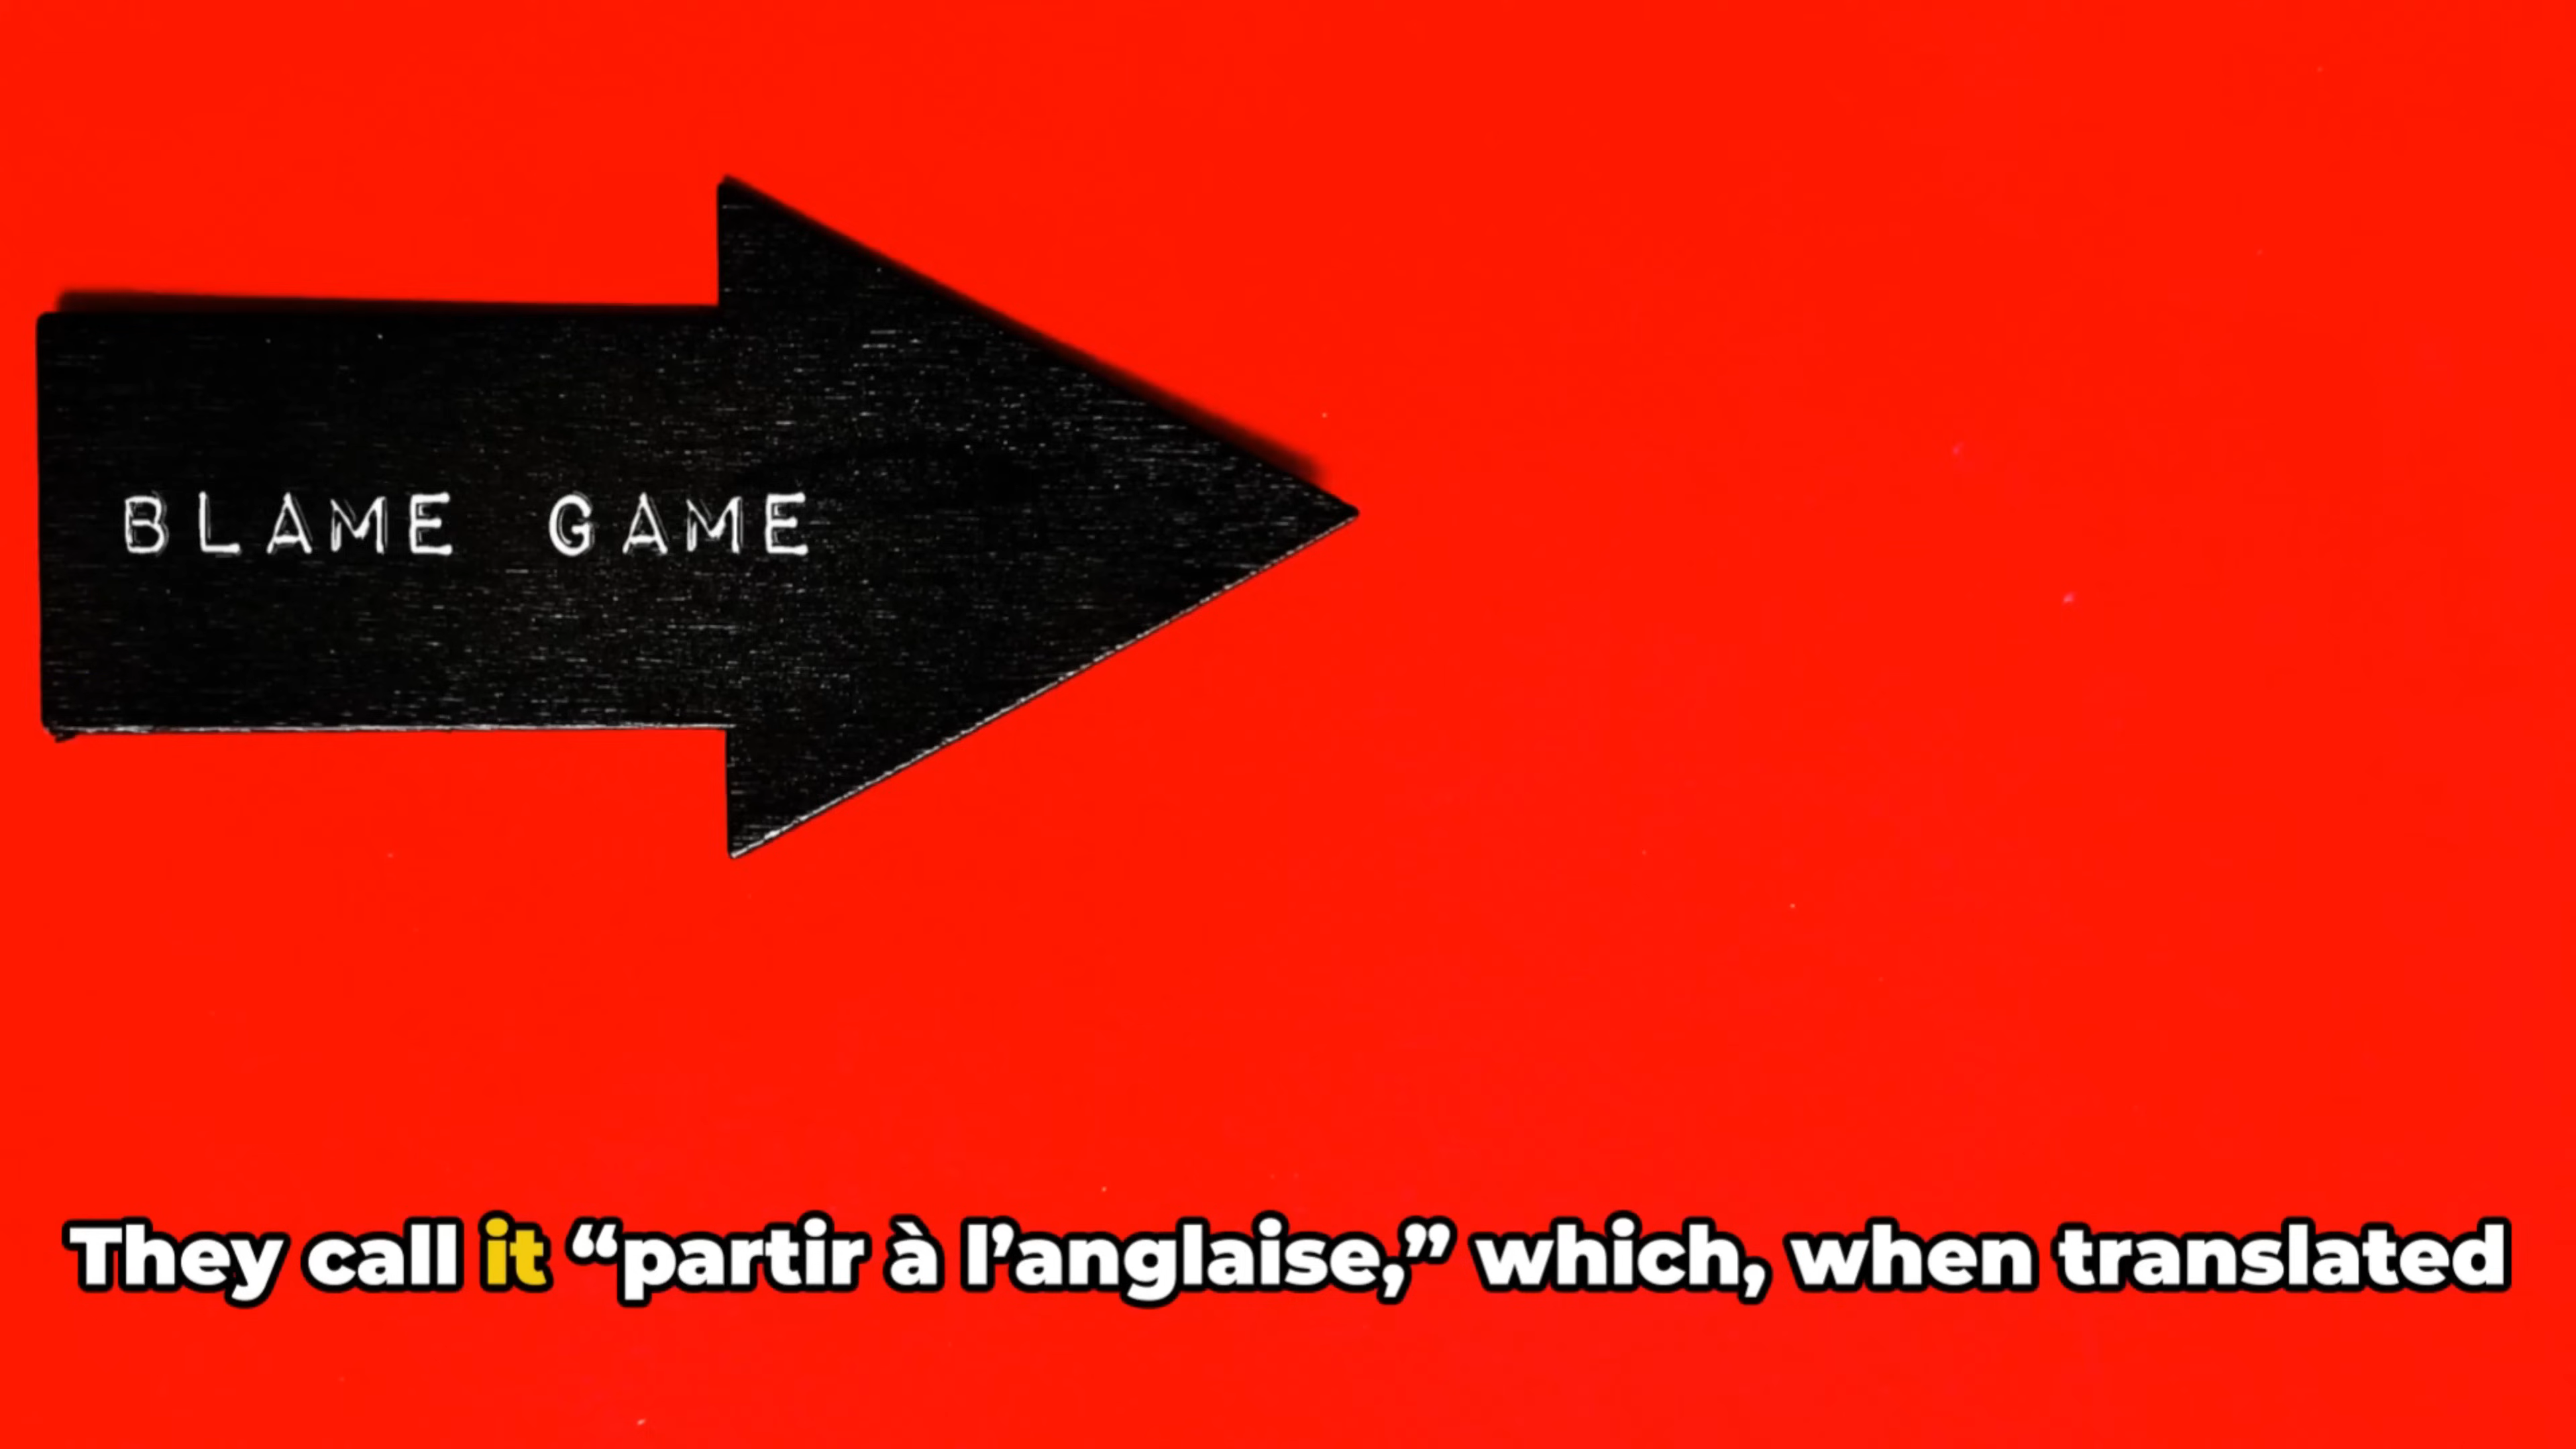 BLAME GAME
They call it “partir à l’anglaise,” which, when translated